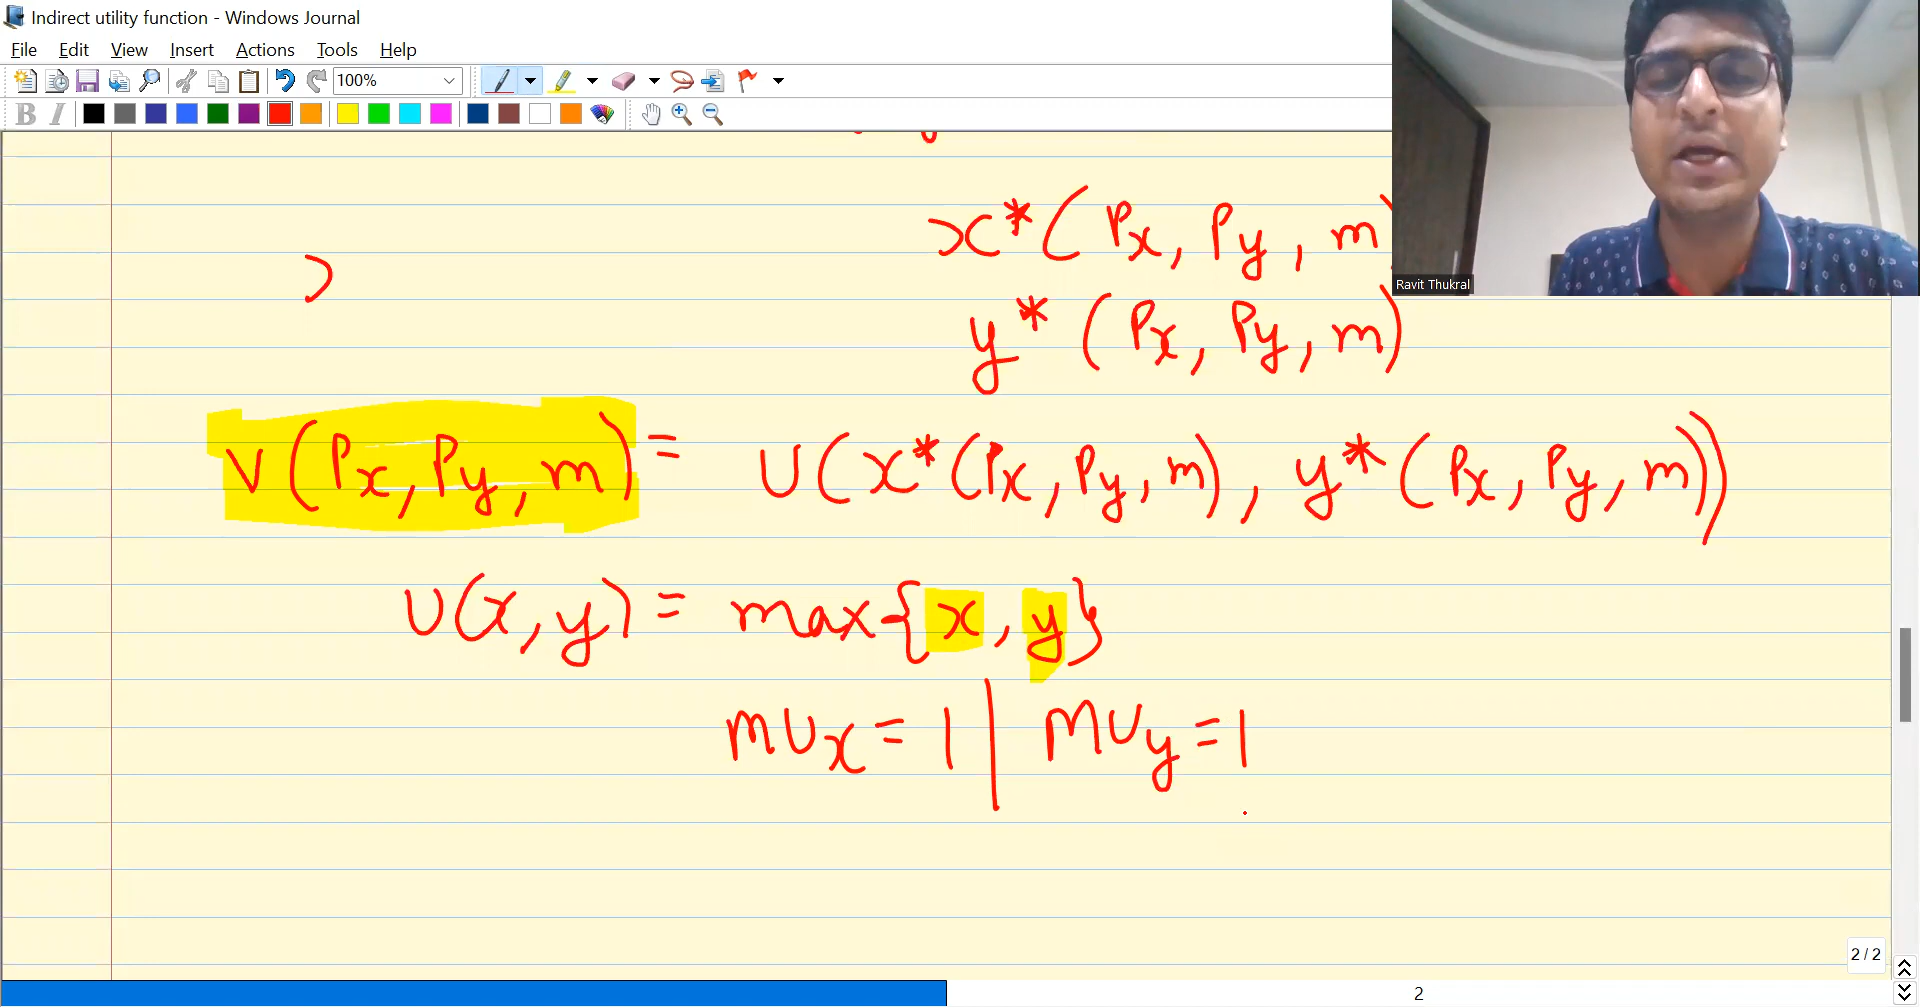 Indirect utility function - Windows Journal
File Edit View Insert Actions Tools Help
100%
B I
Ravit Thukral
x*(Px, Py, m)
y*(Px, Py, m)
V(Px, Py, m) = U(x*(Px, Py, m), y*(Px, Py, m))
U(x, y) = max{x, y}
MUx = 1 | MUy = 1
2 / 2
2